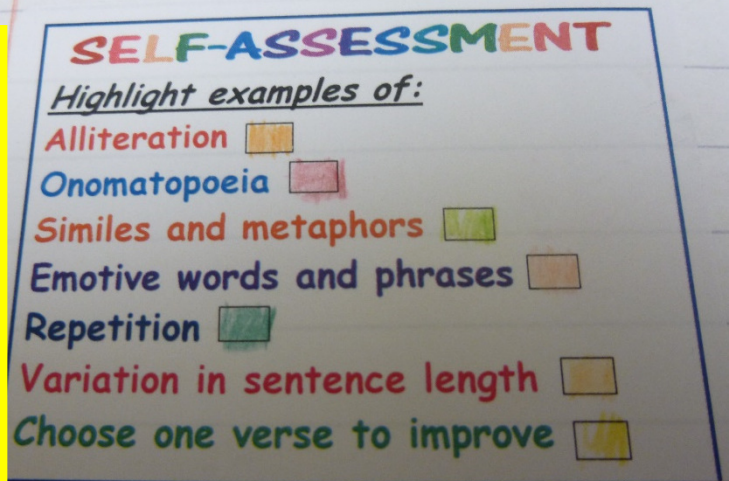 SELF-ASSESSMENT
Highlight examples of:
Alliteration
Onomatopoeia
Similes and metaphors
Emotive words and phrases
Repetition
Variation in sentence length
Choose one verse to improve